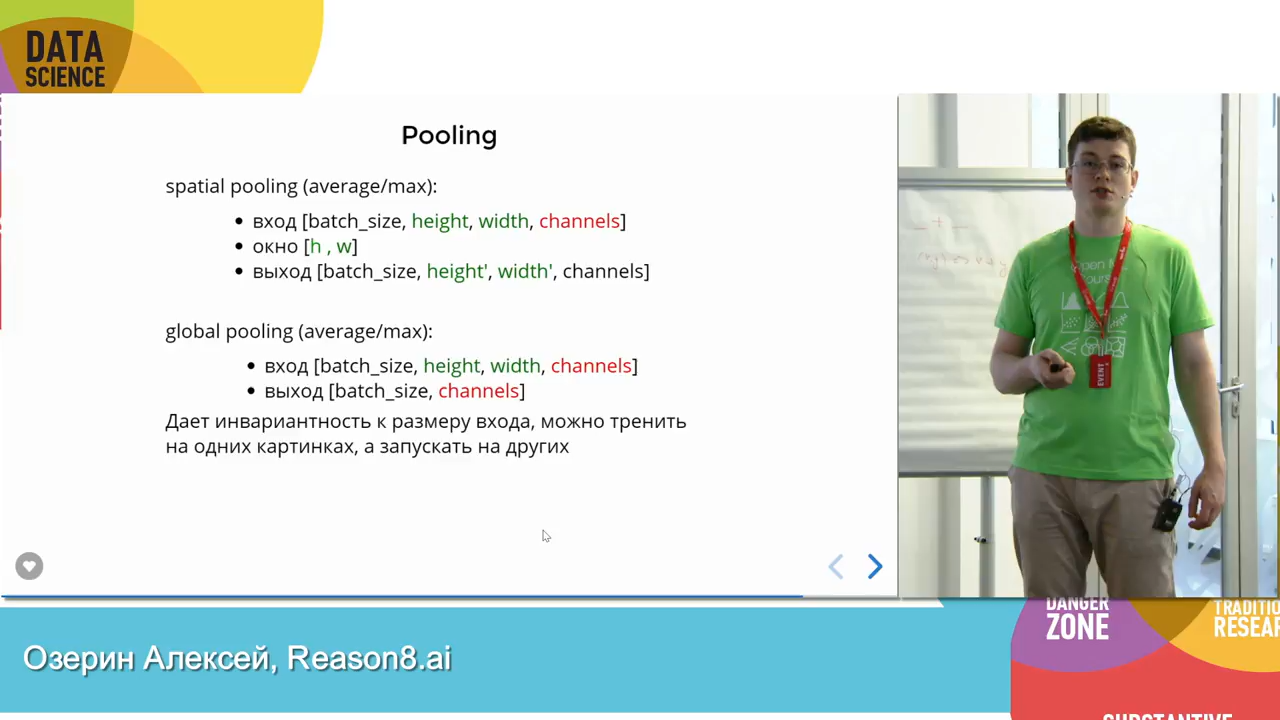 DATA
SCIENCE
Pooling
spatial pooling (average/max):
• вход [batch_size, height, width, channels]
• окно [h , w]
• выход [batch_size, height', width', channels]
global pooling (average/max):
• вход [batch_size, height, width, channels]
• выход [batch_size, channels]
Дает инвариантность к размеру входа, можно тренить
на одних картинках, а запускать на других
EVENT
Озерин Алексей, Reason8.ai
DANGER
ZONE